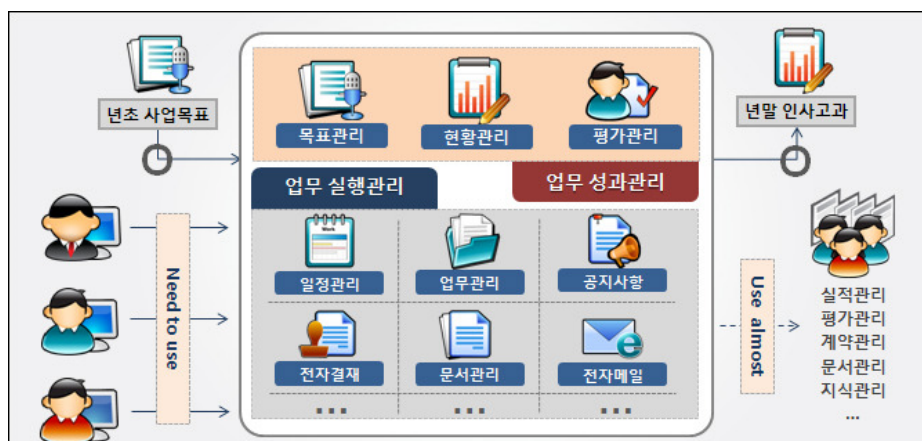 년초 사업목표
목표관리
현황관리
평가관리
년말 인사고과
업무 실행관리
업무 성과관리
Need to use
Work
일정관리
업무관리
공지사항
전자결재
문서관리
전자메일
...
...
...
Use almost
실적관리
평가관리
계약관리
문서관리
지식관리
...